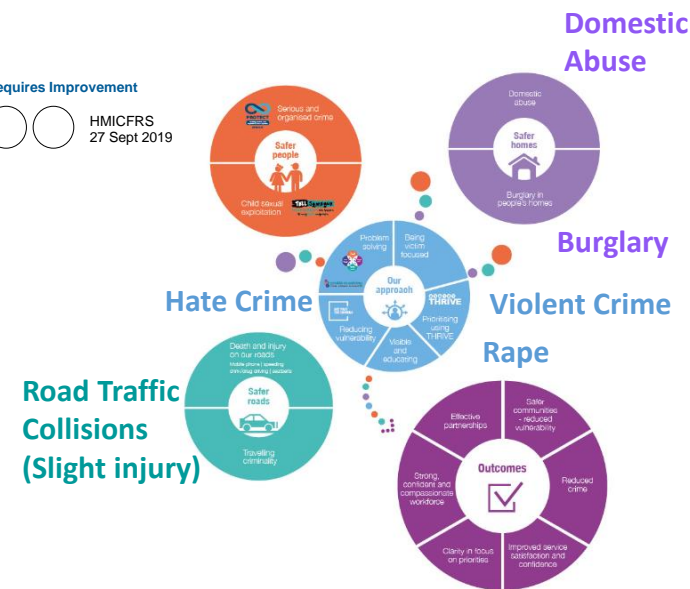 Domestic
Abuse
equires Improvement
HMICFRS
27 Sept 2019
Serious and
organised crime
PROTECT
Safer
people
Child sexual
exploitation
Domestic
abuse
Safer
homes
Burglary in
people's homes
Burglary
Problem
solving
Being
victim
focused
Our
approach
THRIVE
Prioritising
using
THRIVE
Visible
and
educating
Reducing
vulnerability
Hate Crime
Violent Crime
Rape
Death and injury
on our roads
Safer
roads
Travelling
criminality
Road Traffic
Collisions
(Slight injury)
Effective
partnerships
Safer
communities
- reduced
vulnerability
Strong,
confident and
compassionate
workforce
Outcomes
Reduced
crime
Clarity in focus
on priorities
Improved service
satisfaction and
confidence